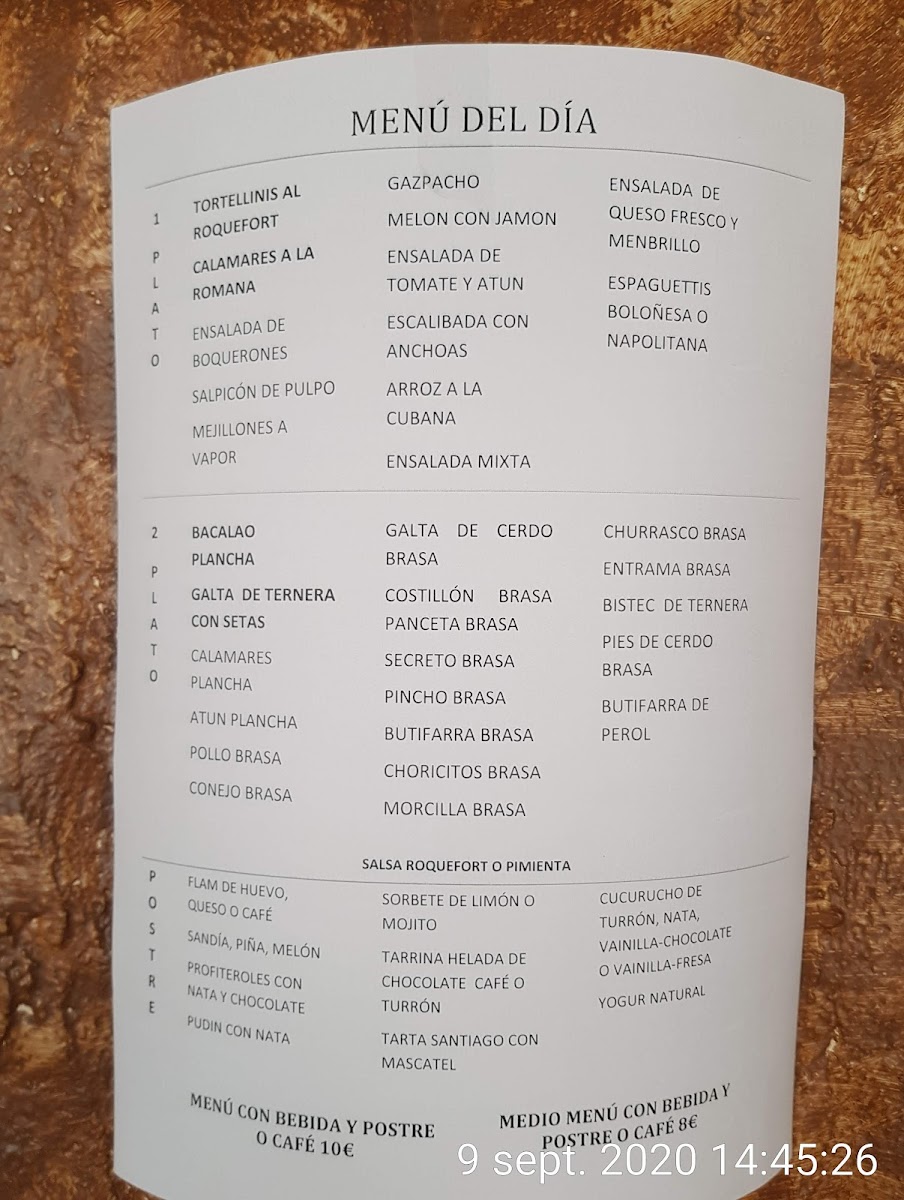 MENÚ DEL DÍA
1 PLATO
TORTELLINIS AL
ROQUEFORT
CALAMARES A LA
ROMANA
ENSALADA DE
BOQUERONES
SALPICÓN DE PULPO
MEJILLONES A
VAPOR
GAZPACHO
MELON CON JAMON
ENSALADA DE
TOMATE Y ATUN
ESCALIBADA CON
ANCHOAS
ARROZ A LA
CUBANA
ENSALADA MIXTA
ENSALADA DE
QUESO FRESCO Y
MENBRILLO
ESPAGUETTIS
BOLOÑESA O
NAPOLITANA
2 PLATO
BACALAO
PLANCHA
GALTA DE TERNERA
CON SETAS
CALAMARES
PLANCHA
ATUN PLANCHA
POLLO BRASA
CONEJO BRASA
GALTA DE CERDO
BRASA
COSTILLÓN BRASA
PANCETA BRASA
SECRETO BRASA
PINCHO BRASA
BUTIFARRA BRASA
CHORICITOS BRASA
MORCILLA BRASA
CHURRASCO BRASA
ENTRAMA BRASA
BISTEC DE TERNERA
PIES DE CERDO
BRASA
BUTIFARRA DE
PEROL
SALSA ROQUEFORT O PIMIENTA
POSTRE
FLAM DE HUEVO,
QUESO O CAFÉ
SANDÍA, PIÑA, MELÓN
PROFITEROLES CON
NATA Y CHOCOLATE
PUDIN CON NATA
SORBETE DE LIMÓN O
MOJITO
TARRINA HELADA DE
CHOCOLATE CAFÉ O
TURRÓN
TARTA SANTIAGO CON
MASCATEL
CUCURUCHO DE
TURRÓN, NATA,
VAINILLA-CHOCOLATE
O VAINILLA-FRESA
YOGUR NATURAL
MENÚ CON BEBIDA Y POSTRE
O CAFÉ 10€
MEDIO MENÚ CON BEBIDA Y
POSTRE O CAFÉ 8€
9 sept. 2020 14:45:26